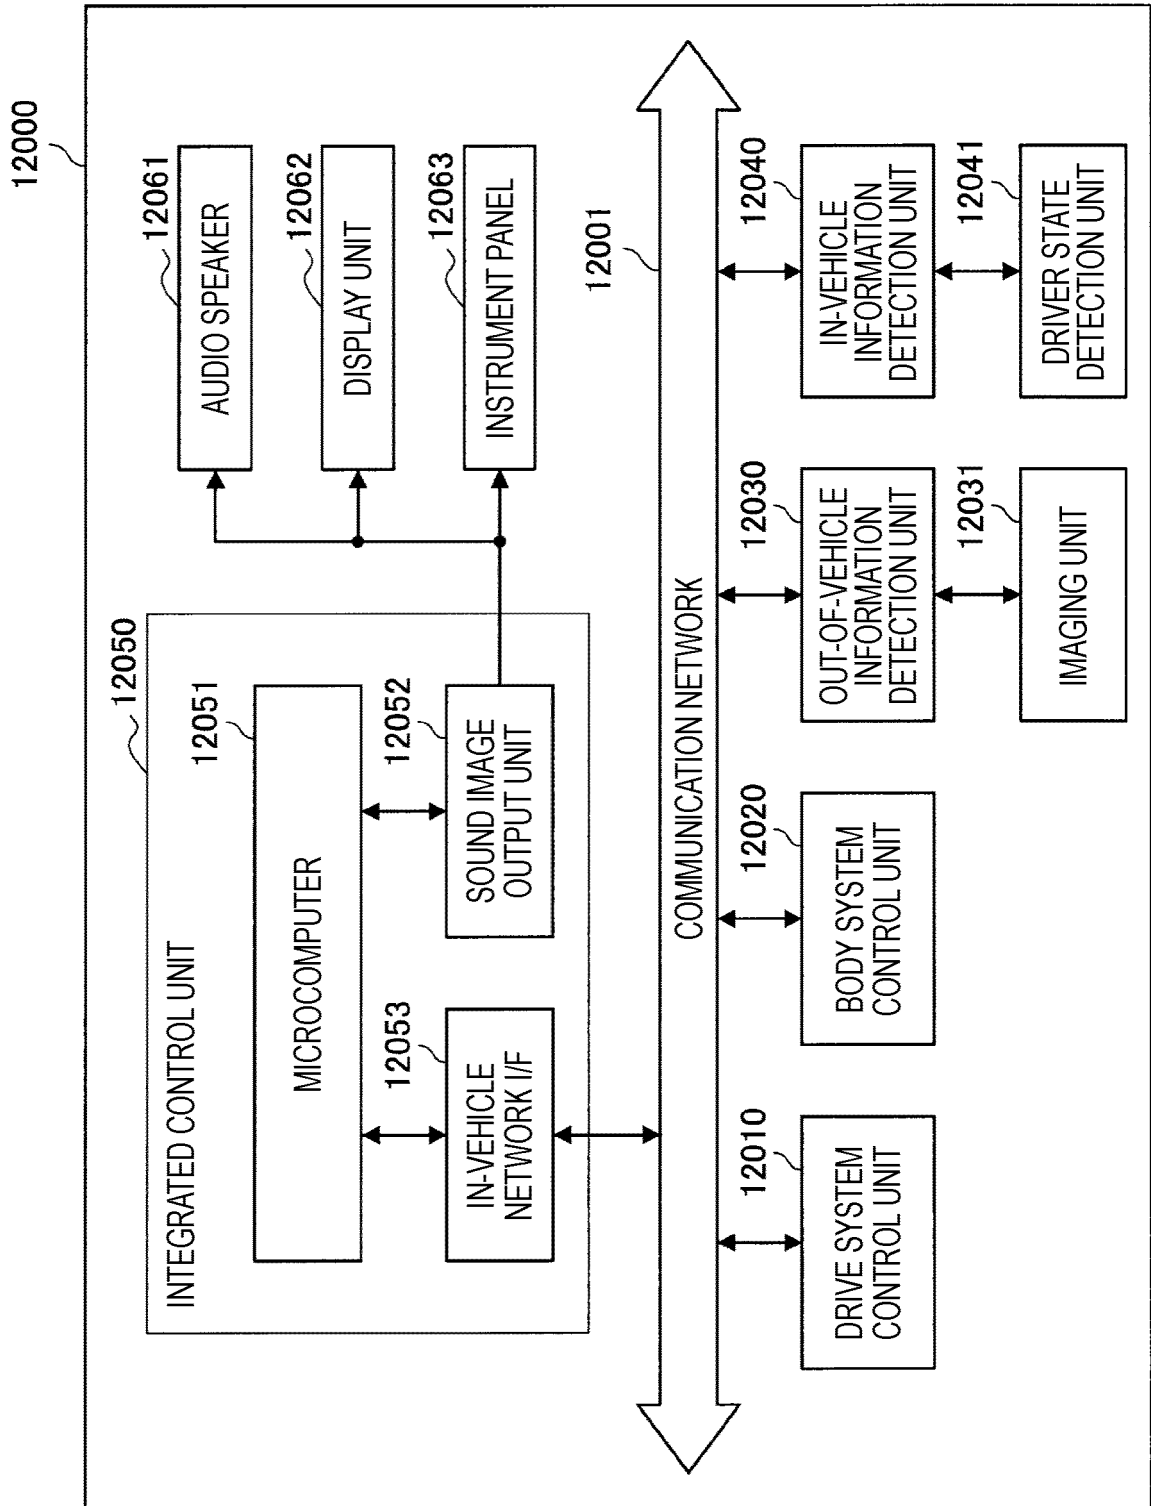 12000
12050
INTEGRATED CONTROL UNIT
12051
MICROCOMPUTER
12053
IN-VEHICLE
NETWORK I/F
12052
SOUND IMAGE
OUTPUT UNIT
12061
AUDIO SPEAKER
12062
DISPLAY UNIT
12063
INSTRUMENT PANEL
12001
COMMUNICATION NETWORK
12010
DRIVE SYSTEM
CONTROL UNIT
12020
BODY SYSTEM
CONTROL UNIT
12030
OUT-OF-VEHICLE
INFORMATION
DETECTION UNIT
12031
IMAGING UNIT
12040
IN-VEHICLE
INFORMATION
DETECTION UNIT
12041
DRIVER STATE
DETECTION UNIT